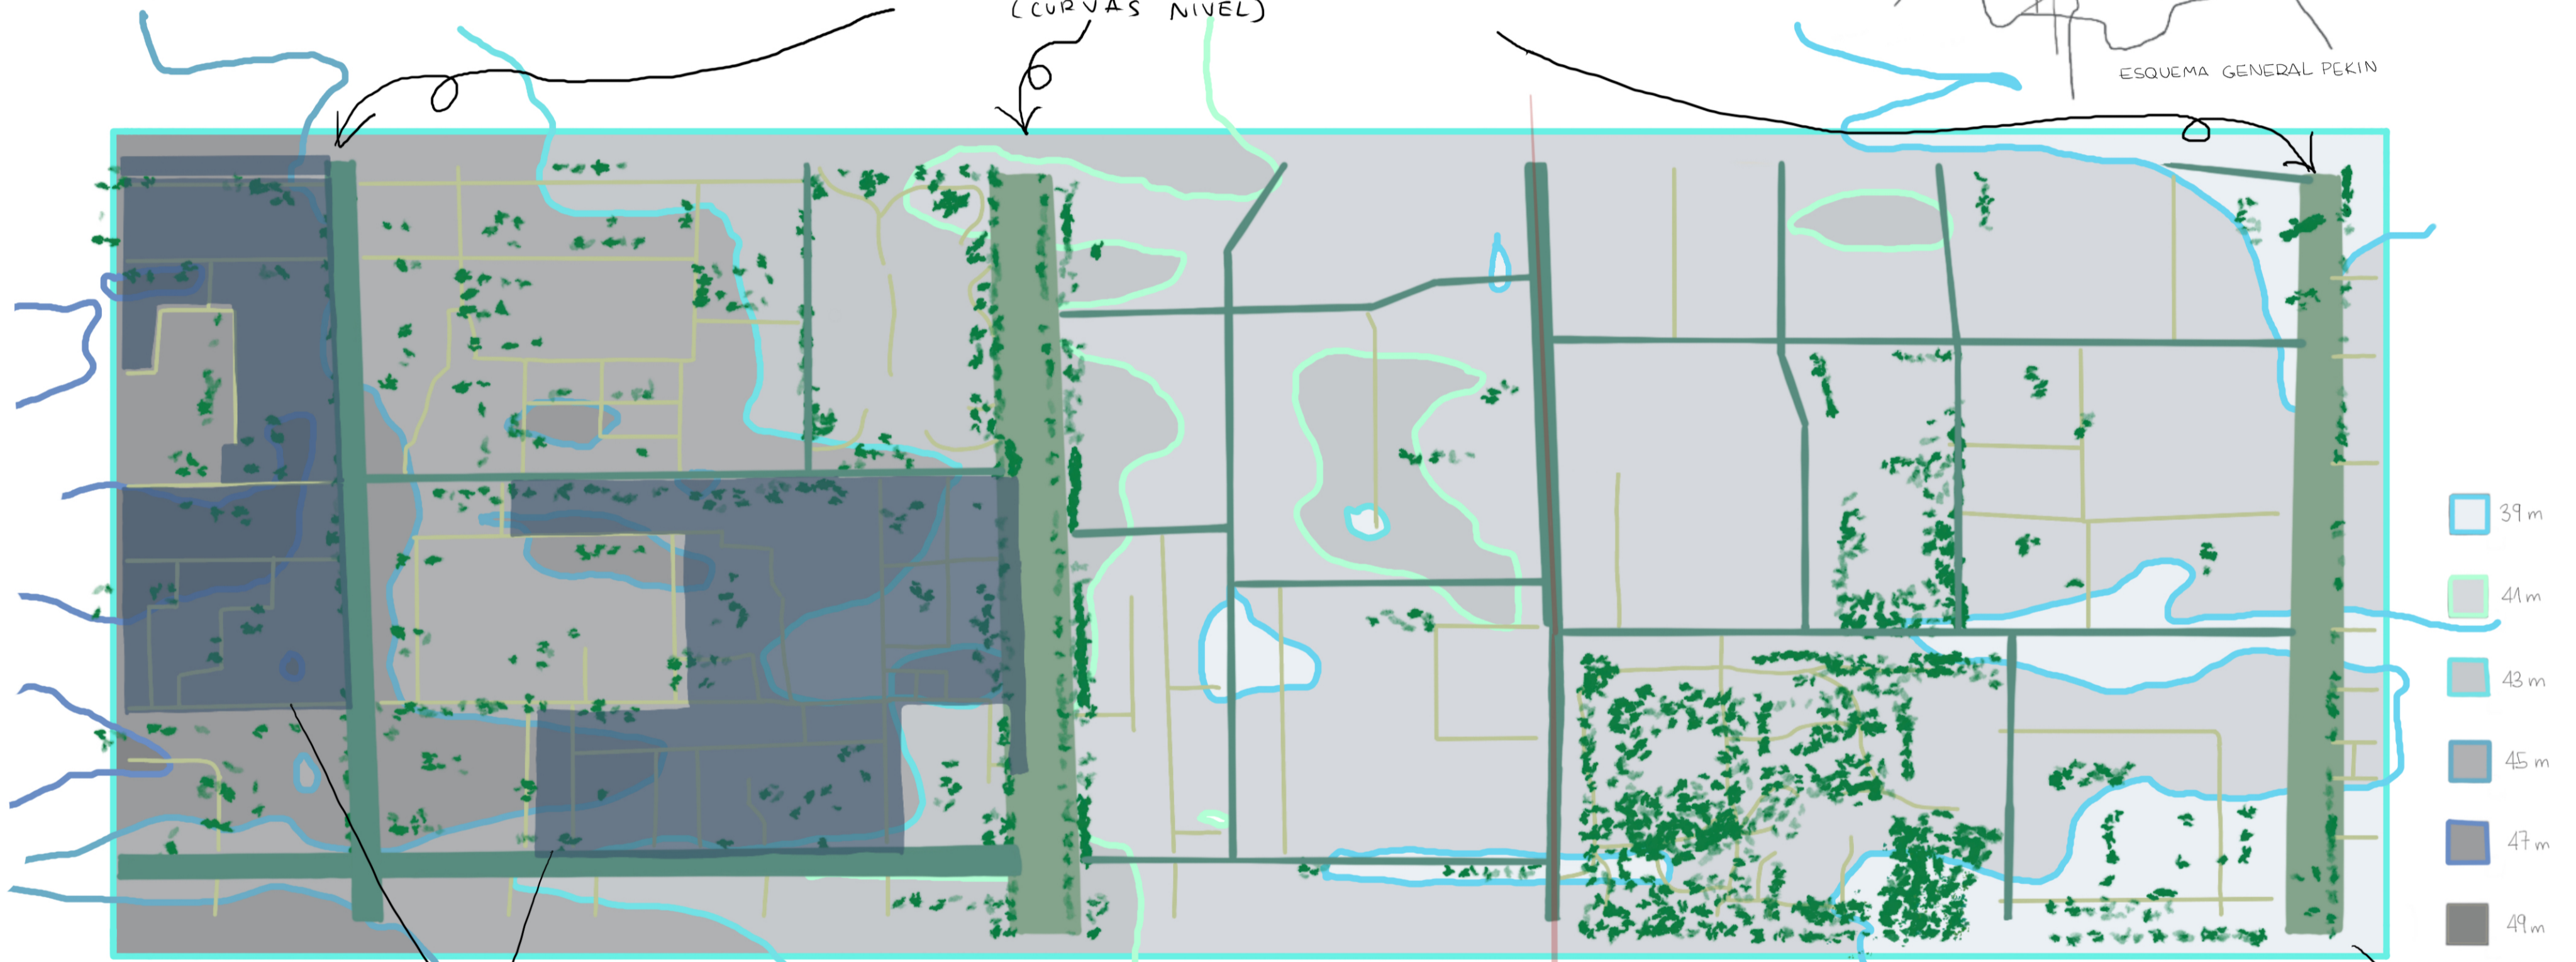 (CURVAS NIVEL)
ESQUEMA GENERAL PEKIN
39 m
41 m
43 m
45 m
47 m
49 m